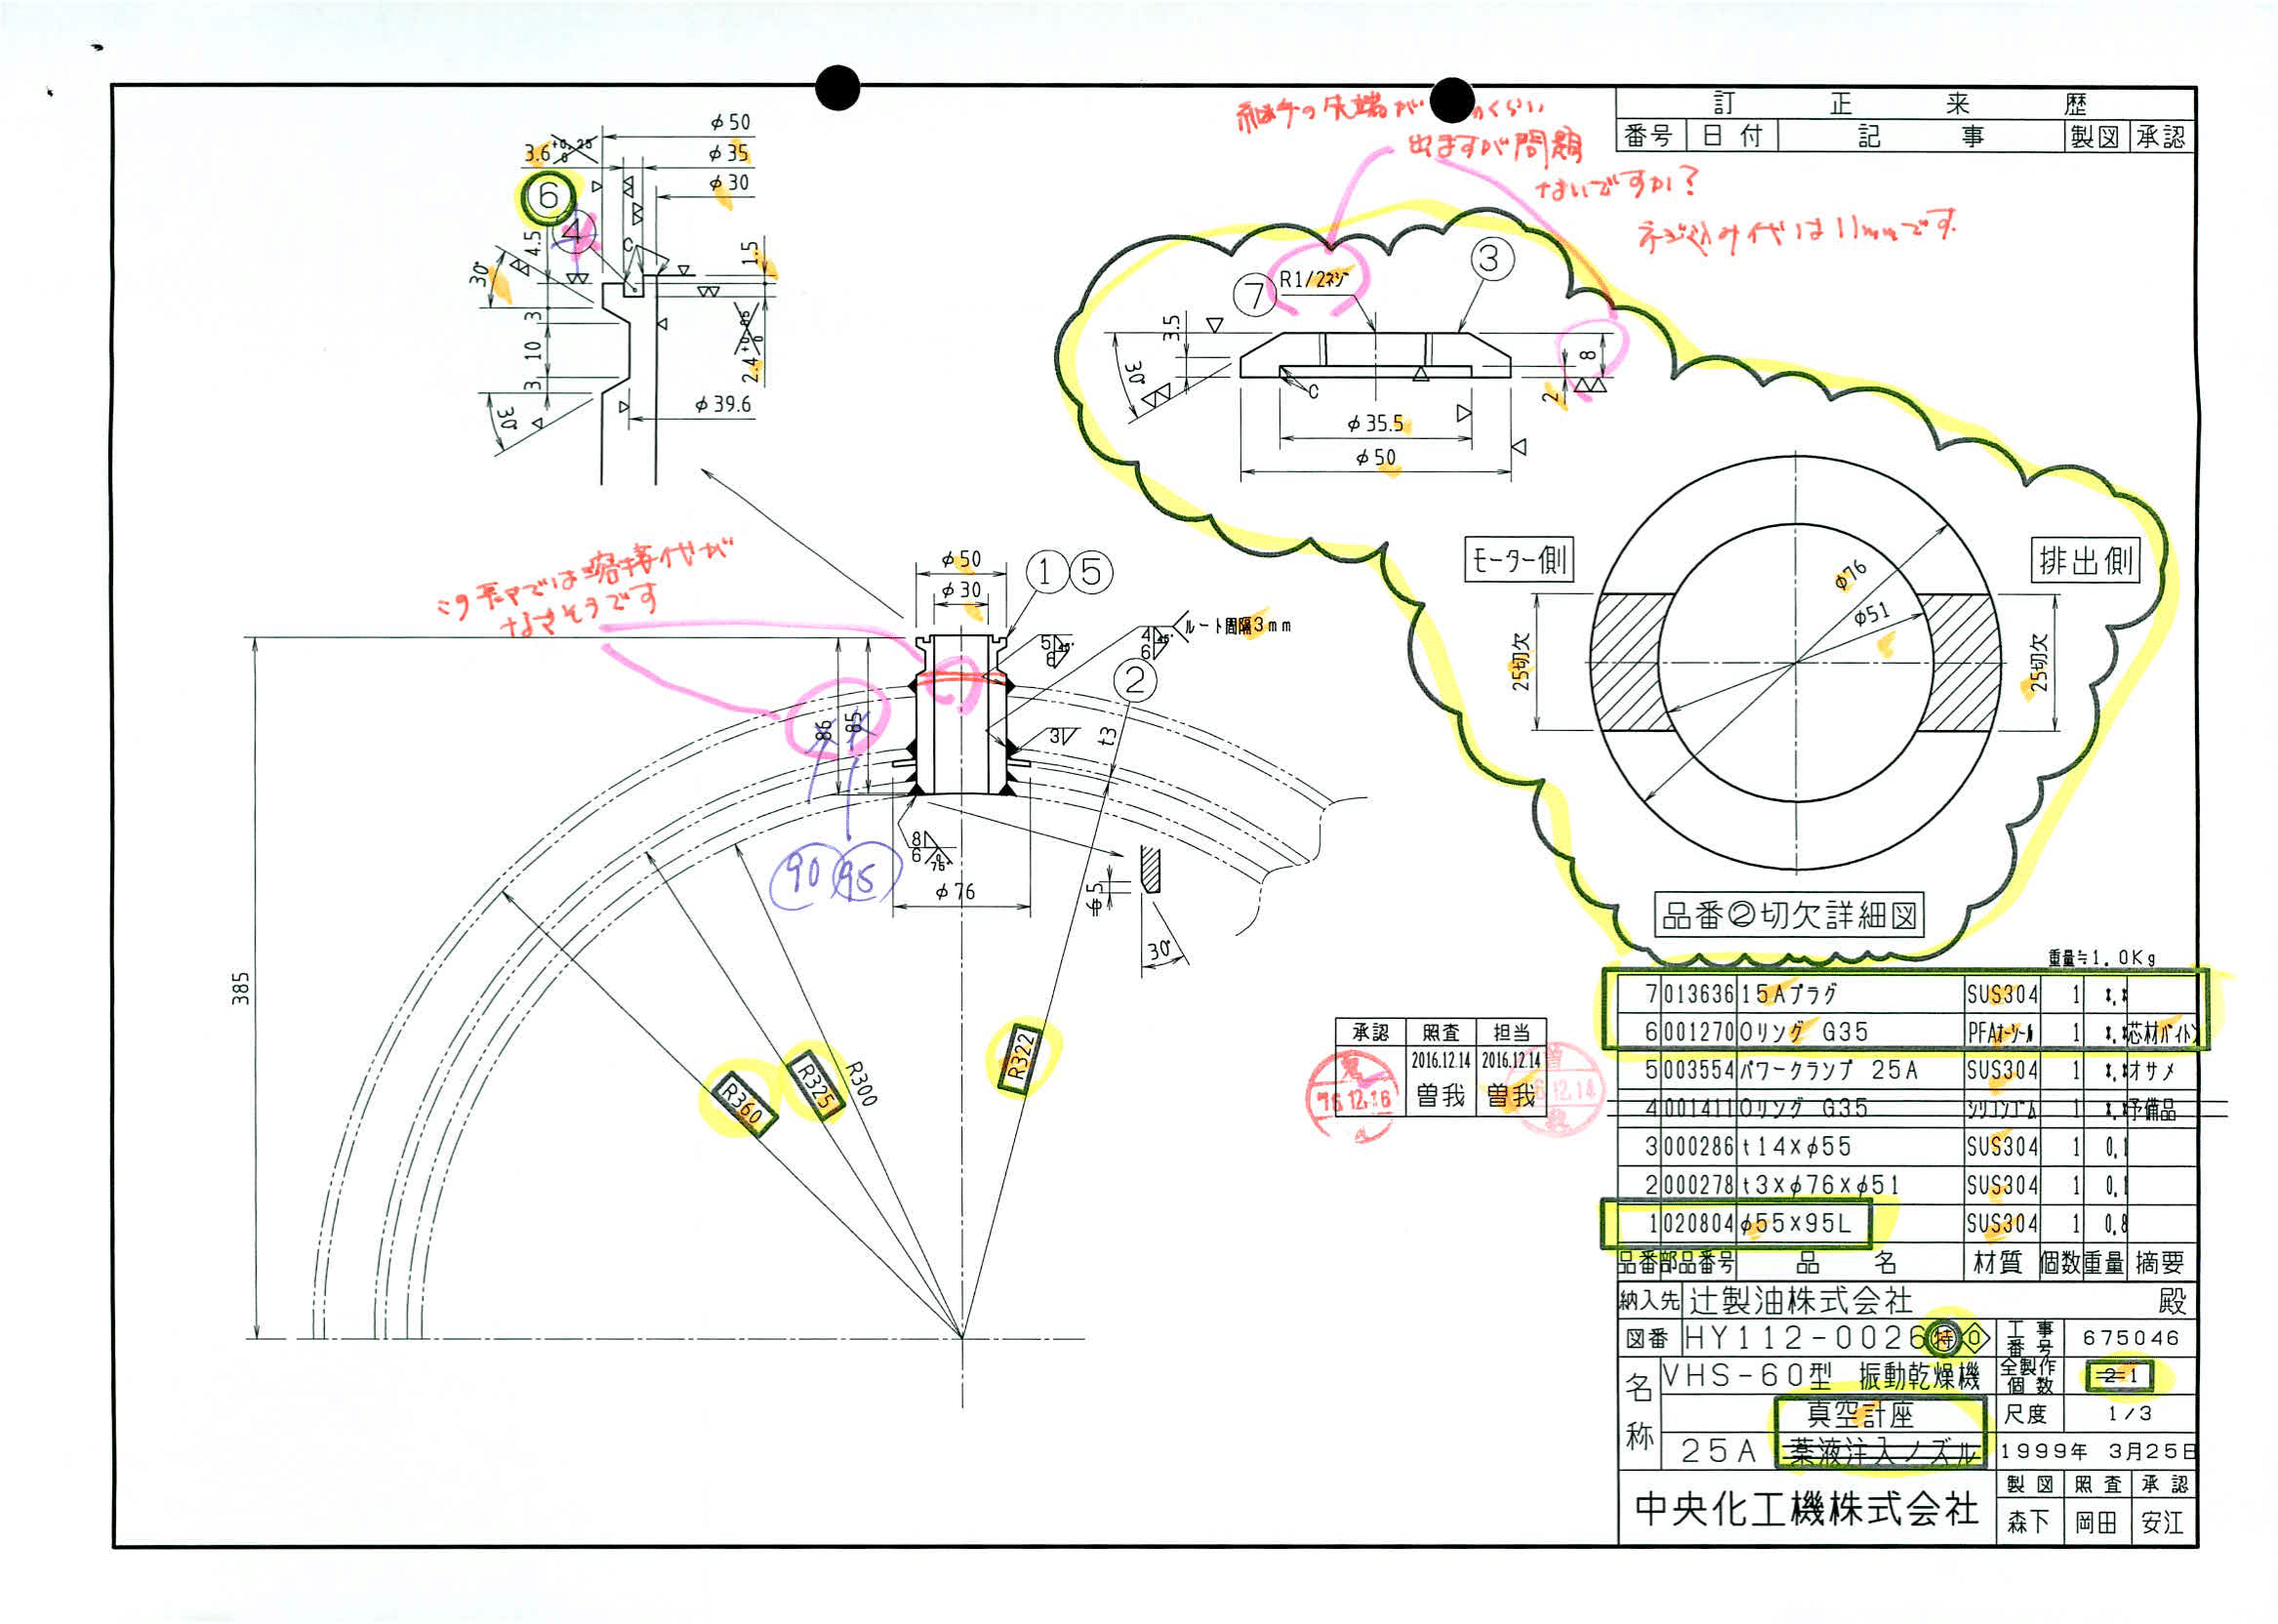 訂正来歴
番号 日付 記事 製図 承認
継手の先端が のくらい
出ますが問題
ないですか?
ネジ込み代は11mmです
φ50
φ35
φ30
3.6
⑥
④
4.5
C
30°
1.5
3
10
3
2.4
φ39.6
30°
R1/2ネジ
③
⑦
3.5
30°
8
2
C
φ35.5
φ50
モーター側
排出側
φ76
φ51
25切欠
25切欠
品番②切欠詳細図
この寸では溶接代が
なさそうです
φ50
φ30
①⑤
ルート間隔3mm
5
6
4
6
②
3
t3
86
85
90 95
8
6
75°
φ76
5
30°
385
R360
R325
R300
R322
重量≒1.0Kg
7 013636 15Aプラグ SUS304 1 *.*
6 001270 Oリング G35 PFAオーシール 1 *.* 芯材バイトン
5 003554 パワークランプ 25A SUS304 1 *.* オサメ
4 001411 Oリング G35 シリコンゴム 1 *.* 予備品
3 000286 t14×φ55 SUS304 1 0.1
2 000278 t3×φ76×φ51 SUS304 1 0.1
1 020804 φ55×95L SUS304 1 0.8
品番 部品番号 品名 材質 個数 重量 摘要
承認 照査 担当
2016.12.14 2016.12.14
曽我 曽我
'16.12.16
納入先 辻製油株式会社 殿
図番 HY112-0026 特 0 工事番号 675046
名称 VHS-60型 振動乾燥機 全製作個数 2 1
真空計座 尺度 1/3
25A 薬液注入ノズル 1999年 3月25日
中央化工機株式会社 製図 照査 承認
森下 岡田 安江